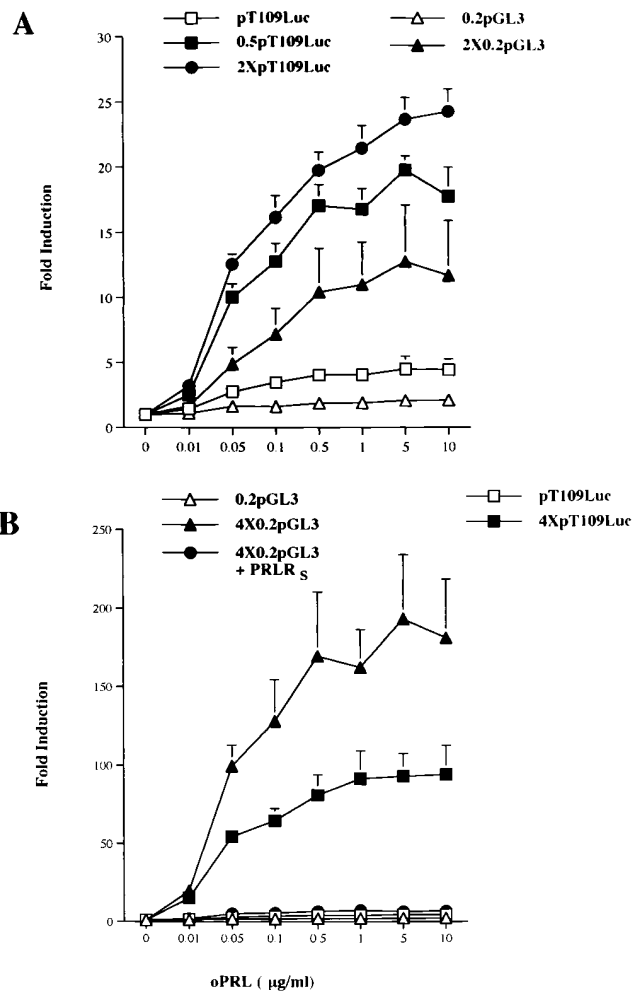 A
pT109Luc
0.5pT109Luc
2XpT109Luc
0.2pGL3
2X0.2pGL3
30
25
20
15
10
5
0
Fold Induction
0 0.01 0.05 0.1 0.5 1 5 10
B
0.2pGL3
4X0.2pGL3
4X0.2pGL3
+ PRLR S
pT109Luc
4XpT109Luc
250
200
150
100
50
0
Fold Induction
0 0.01 0.05 0.1 0.5 1 5 10
oPRL ( µg/ml)